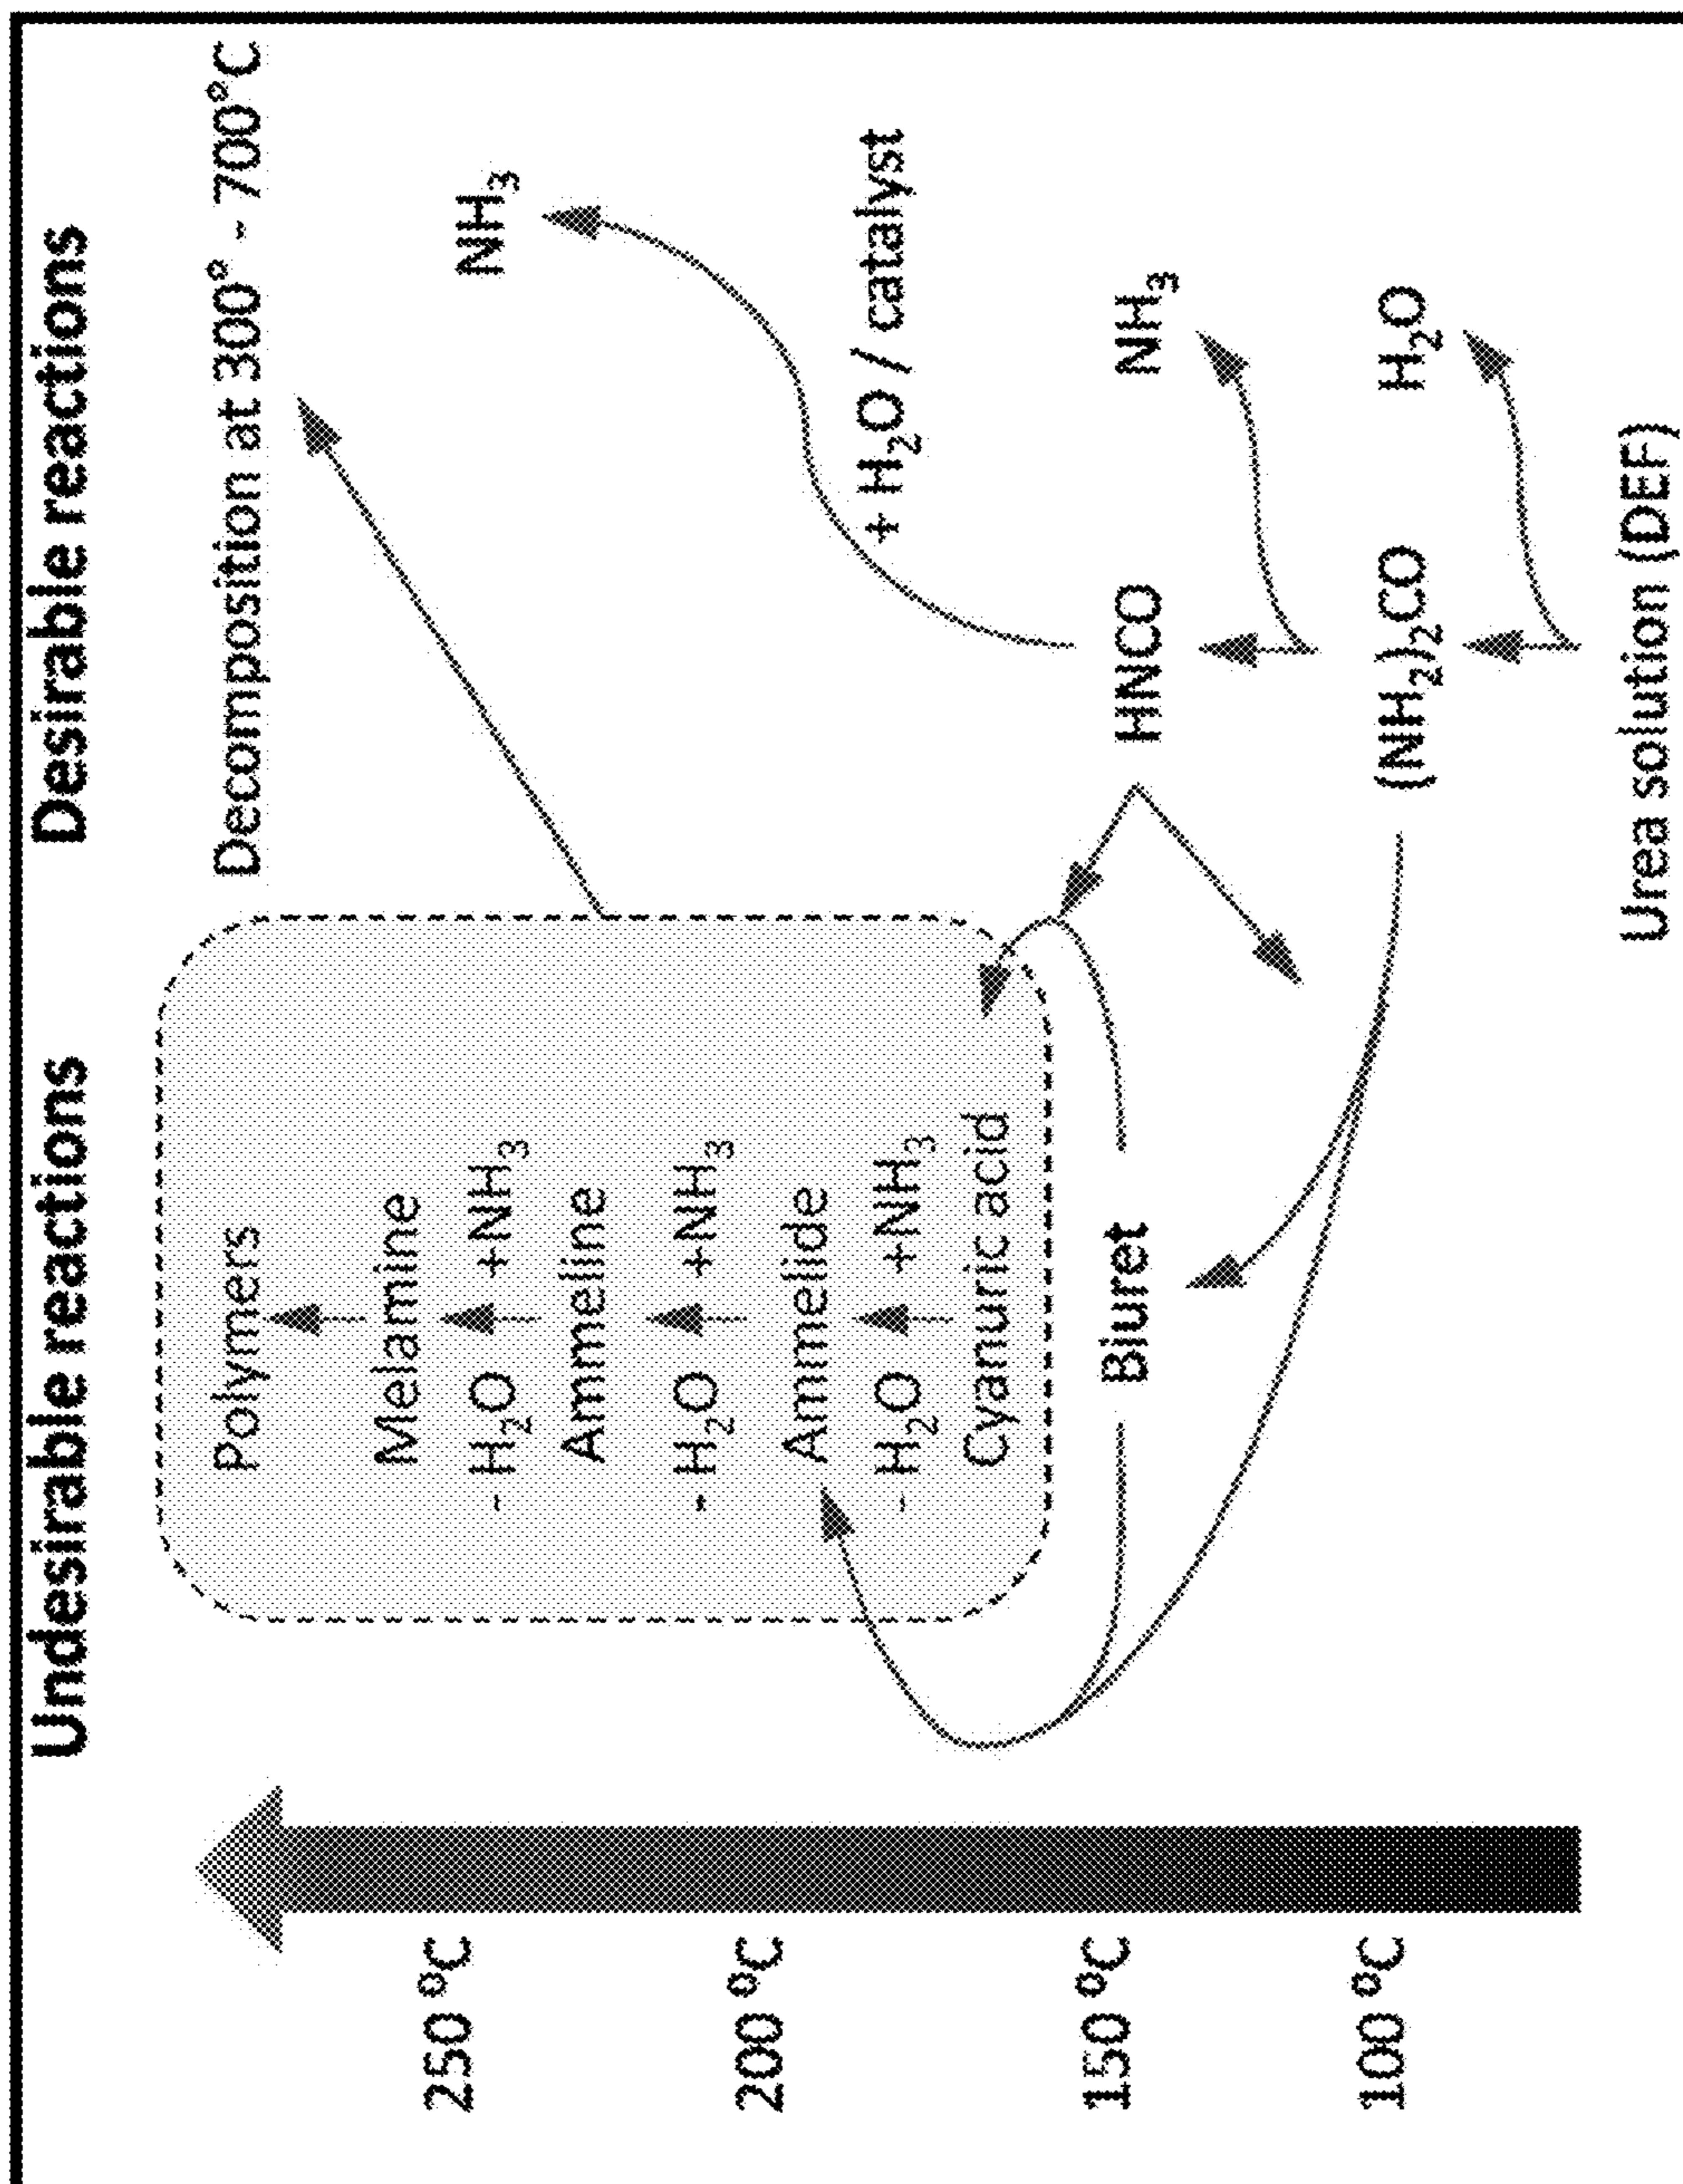 Undesirable reactions
Desirable reactions
Polymers
Decomposition at 300° - 700°C
250 °C
Melamine
- H₂O +NH₃
NH₃
Ammeline
200 °C
- H₂O +NH₃
Ammelide
- H₂O +NH₃
+ H₂O / catalyst
Cyanuric acid
150 °C
Biuret
HNCO
NH₃
100 °C
(NH₂)₂CO
H₂O
Urea solution (DEF)